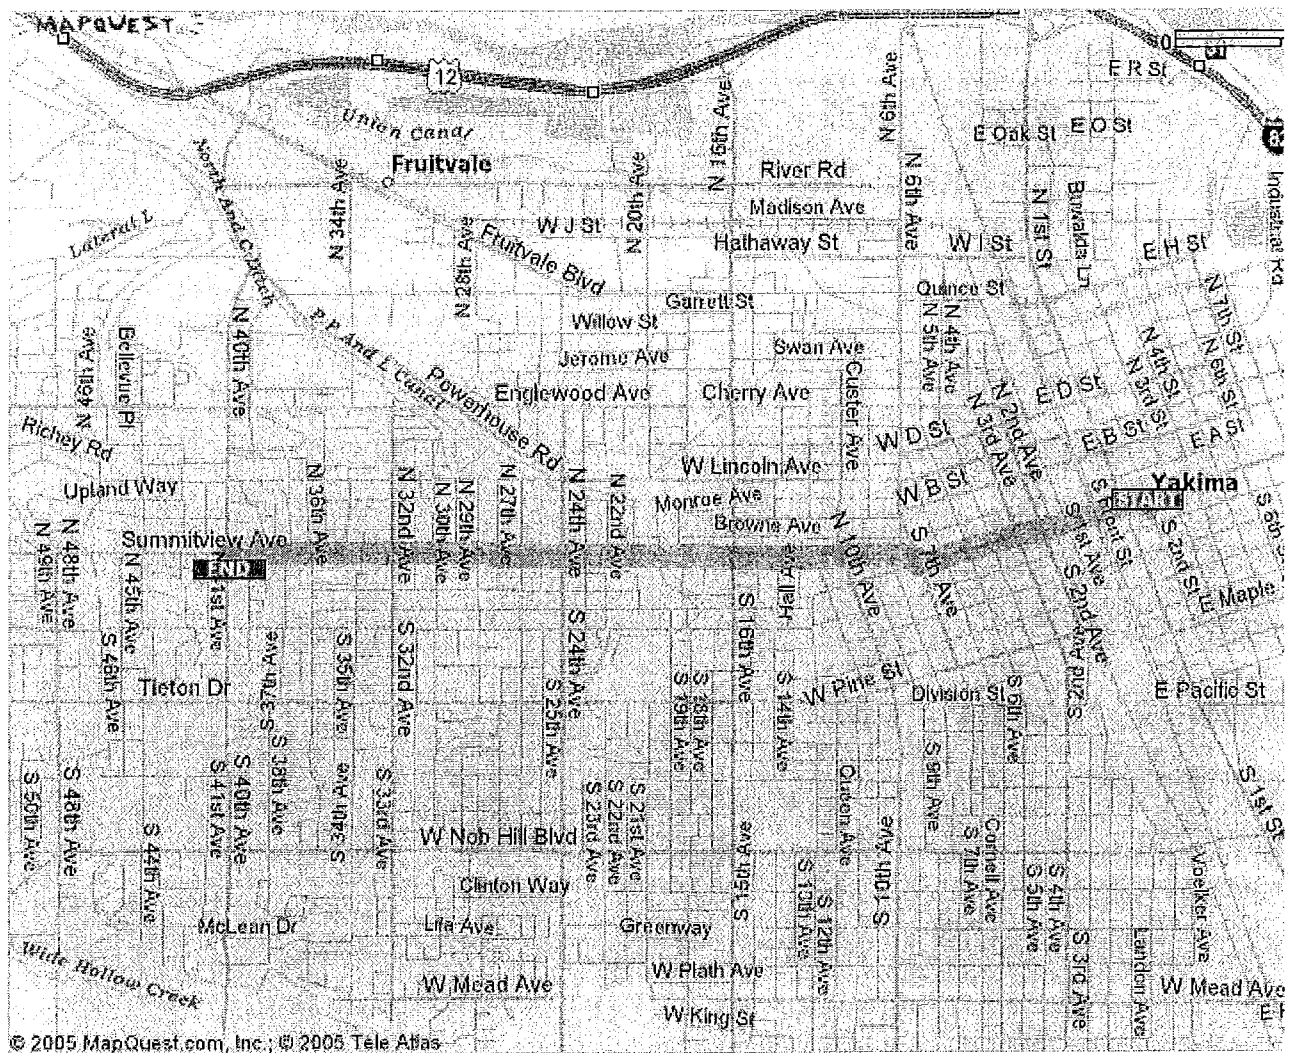 MAPQUEST
12
E R St
Union Canal
E Oak St
E O St
8
Fruitvale
N 16th Ave
N 6th Ave
River Rd
North And C
N 34th Ave
N 20th Ave
Madison Ave
N 6th Ave
N 1st St
Industrial Rd
Lateral L
N 28th Ave
W J St
Fruitvale Blvd
Hathaway St
W I St
E H St
Garrett St
Quince St
N 7th St
Willow St
N 40th Ave
P P And L Canal
N 46th Ave
Bellevue Pl
Jerome Ave
Swan Ave
N 5th Ave
N 4th Ave
N 4th St
N 3rd St
N 6th St
Powerhouse Rd
Englewood Ave
Cherry Ave
Custer Ave
E D St
N 2nd Ave
N 3rd Ave
Richey Rd
W D St
E B St
E A St
W Lincoln Ave
Upland Way
N 36th Ave
N 32nd Ave
N 30th Ave
N 29th Ave
N 27th Ave
N 24th Ave
N 22nd Ave
Monroe Ave
W B St
Yakima
START
Browne Ave
N 10th Ave
S 7th Ave
S 1st Ave
S Front St
S 2nd St
Summitview Ave
END
N 49th Ave
N 48th Ave
N 45th Ave
1st Ave
S 2nd Ave
E Maple
S 46th Ave
S 37th Ave
S 35th Ave
S 32nd Ave
S 24th Ave
S 16th Ave
Tieton Dr
S 25th Ave
S 19th Ave
S 18th Ave
S 14th Ave
W Pine St
Division St
S 6th Ave
E Pacific St
S 50th Ave
S 48th Ave
S 41st Ave
S 40th Ave
S 38th Ave
S 34th Ave
S 33rd Ave
S 23rd Ave
S 22nd Ave
S 21st Ave
Queen Ave
S 9th Ave
S 1st St
W Nob Hill Blvd
S 44th Ave
S 15th Ave
S 10th Ave
S 7th Ave
Cornell Ave
Voelker Ave
Clinton Way
S 13th Ave
S 12th Ave
S 5th Ave
S 4th Ave
McLean Dr
Lila Ave
Greenway
S 3rd Ave
Landon Ave
Wide Hollow Creek
W Plath Ave
W Mead Ave
W Mead Ave
W King St
© 2005 MapQuest.com, Inc.; © 2005 Tele Atlas